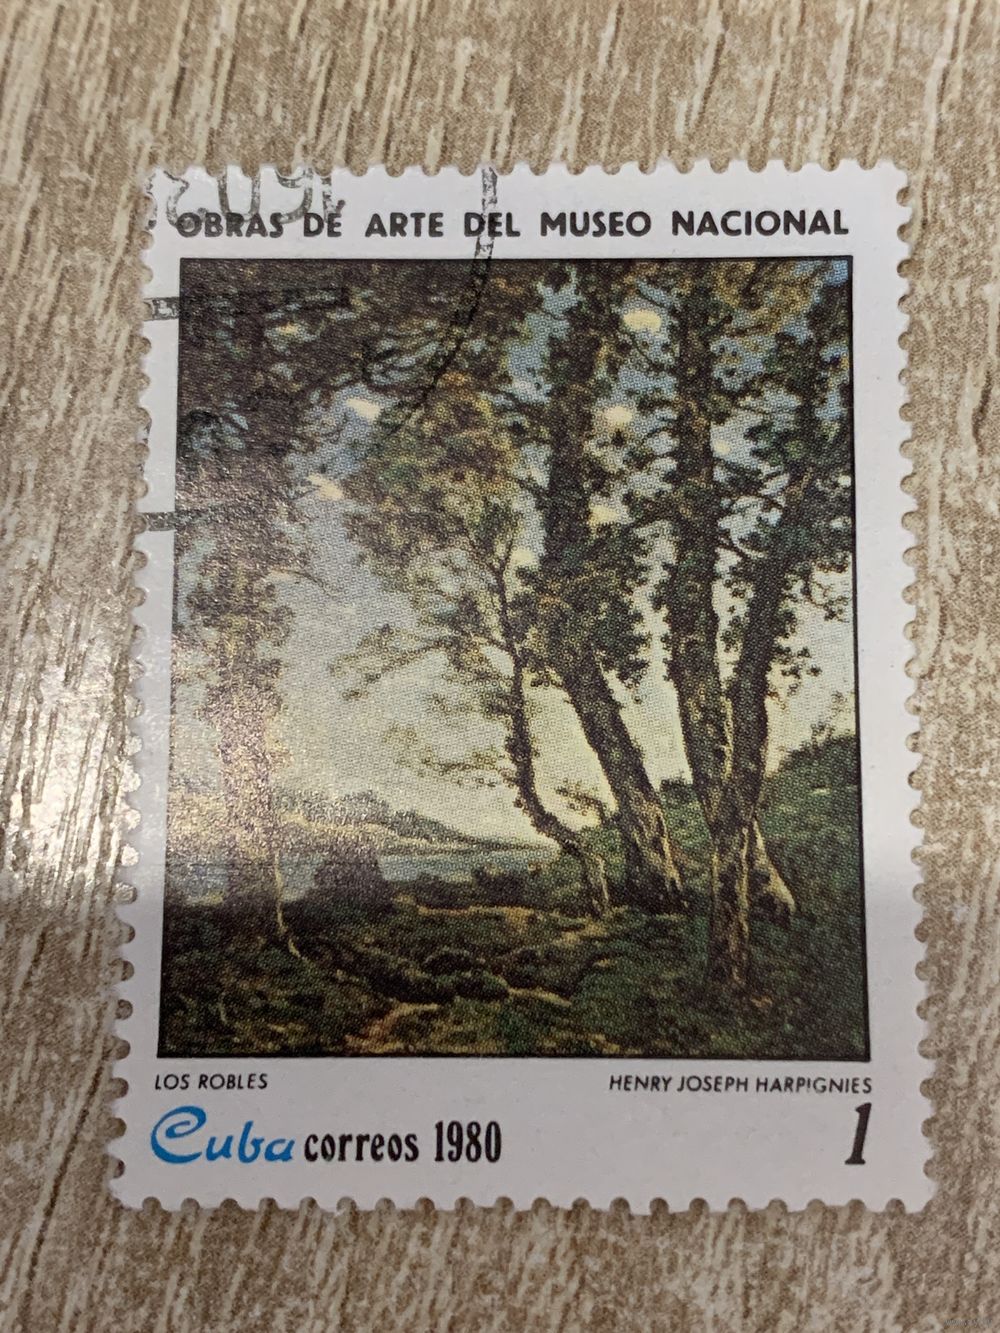 OBRAS DE ARTE DEL MUSEO NACIONAL
LOS ROBLES
HENRY JOSEPH HARPIGNIES
Cuba correos 1980
1